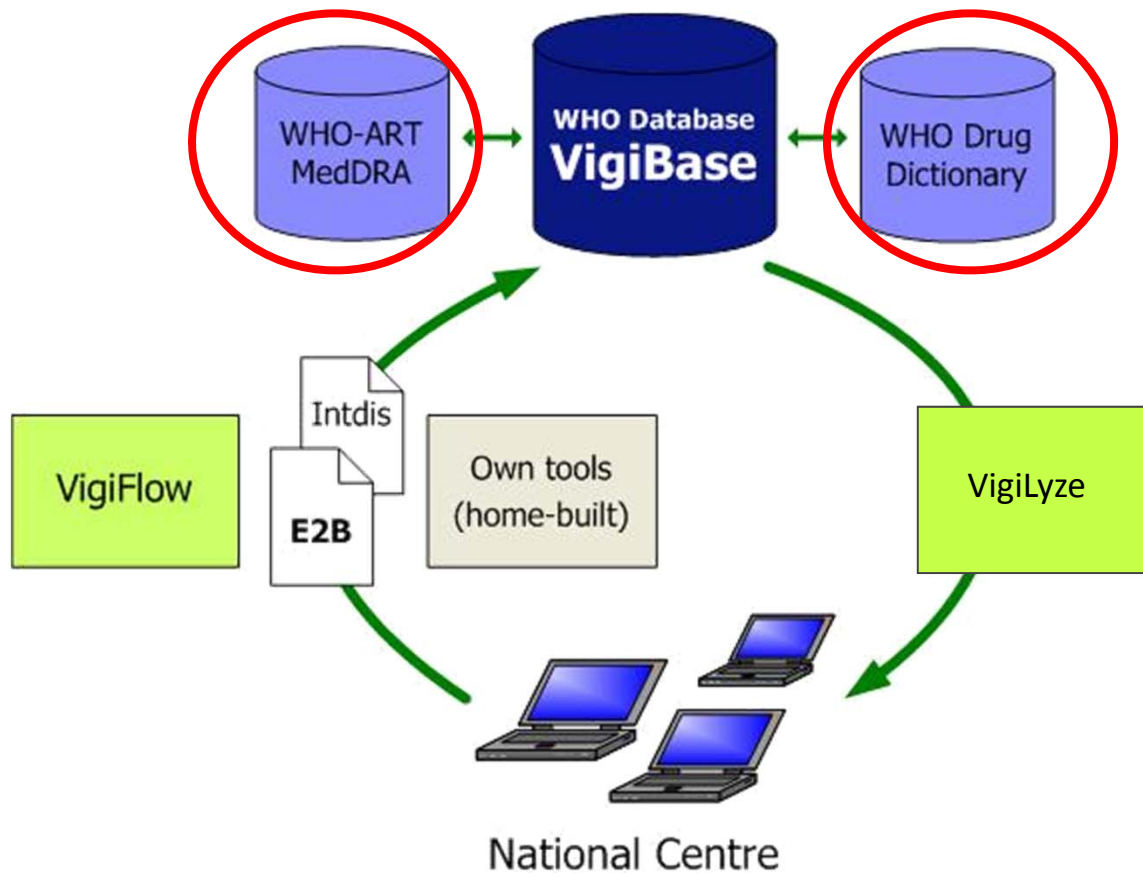 WHO-ART
MedDRA
WHO Database
VigiBase
WHO Drug
Dictionary
VigiFlow
Intdis
E2B
Own tools
(home-built)
VigiLyze
National Centre